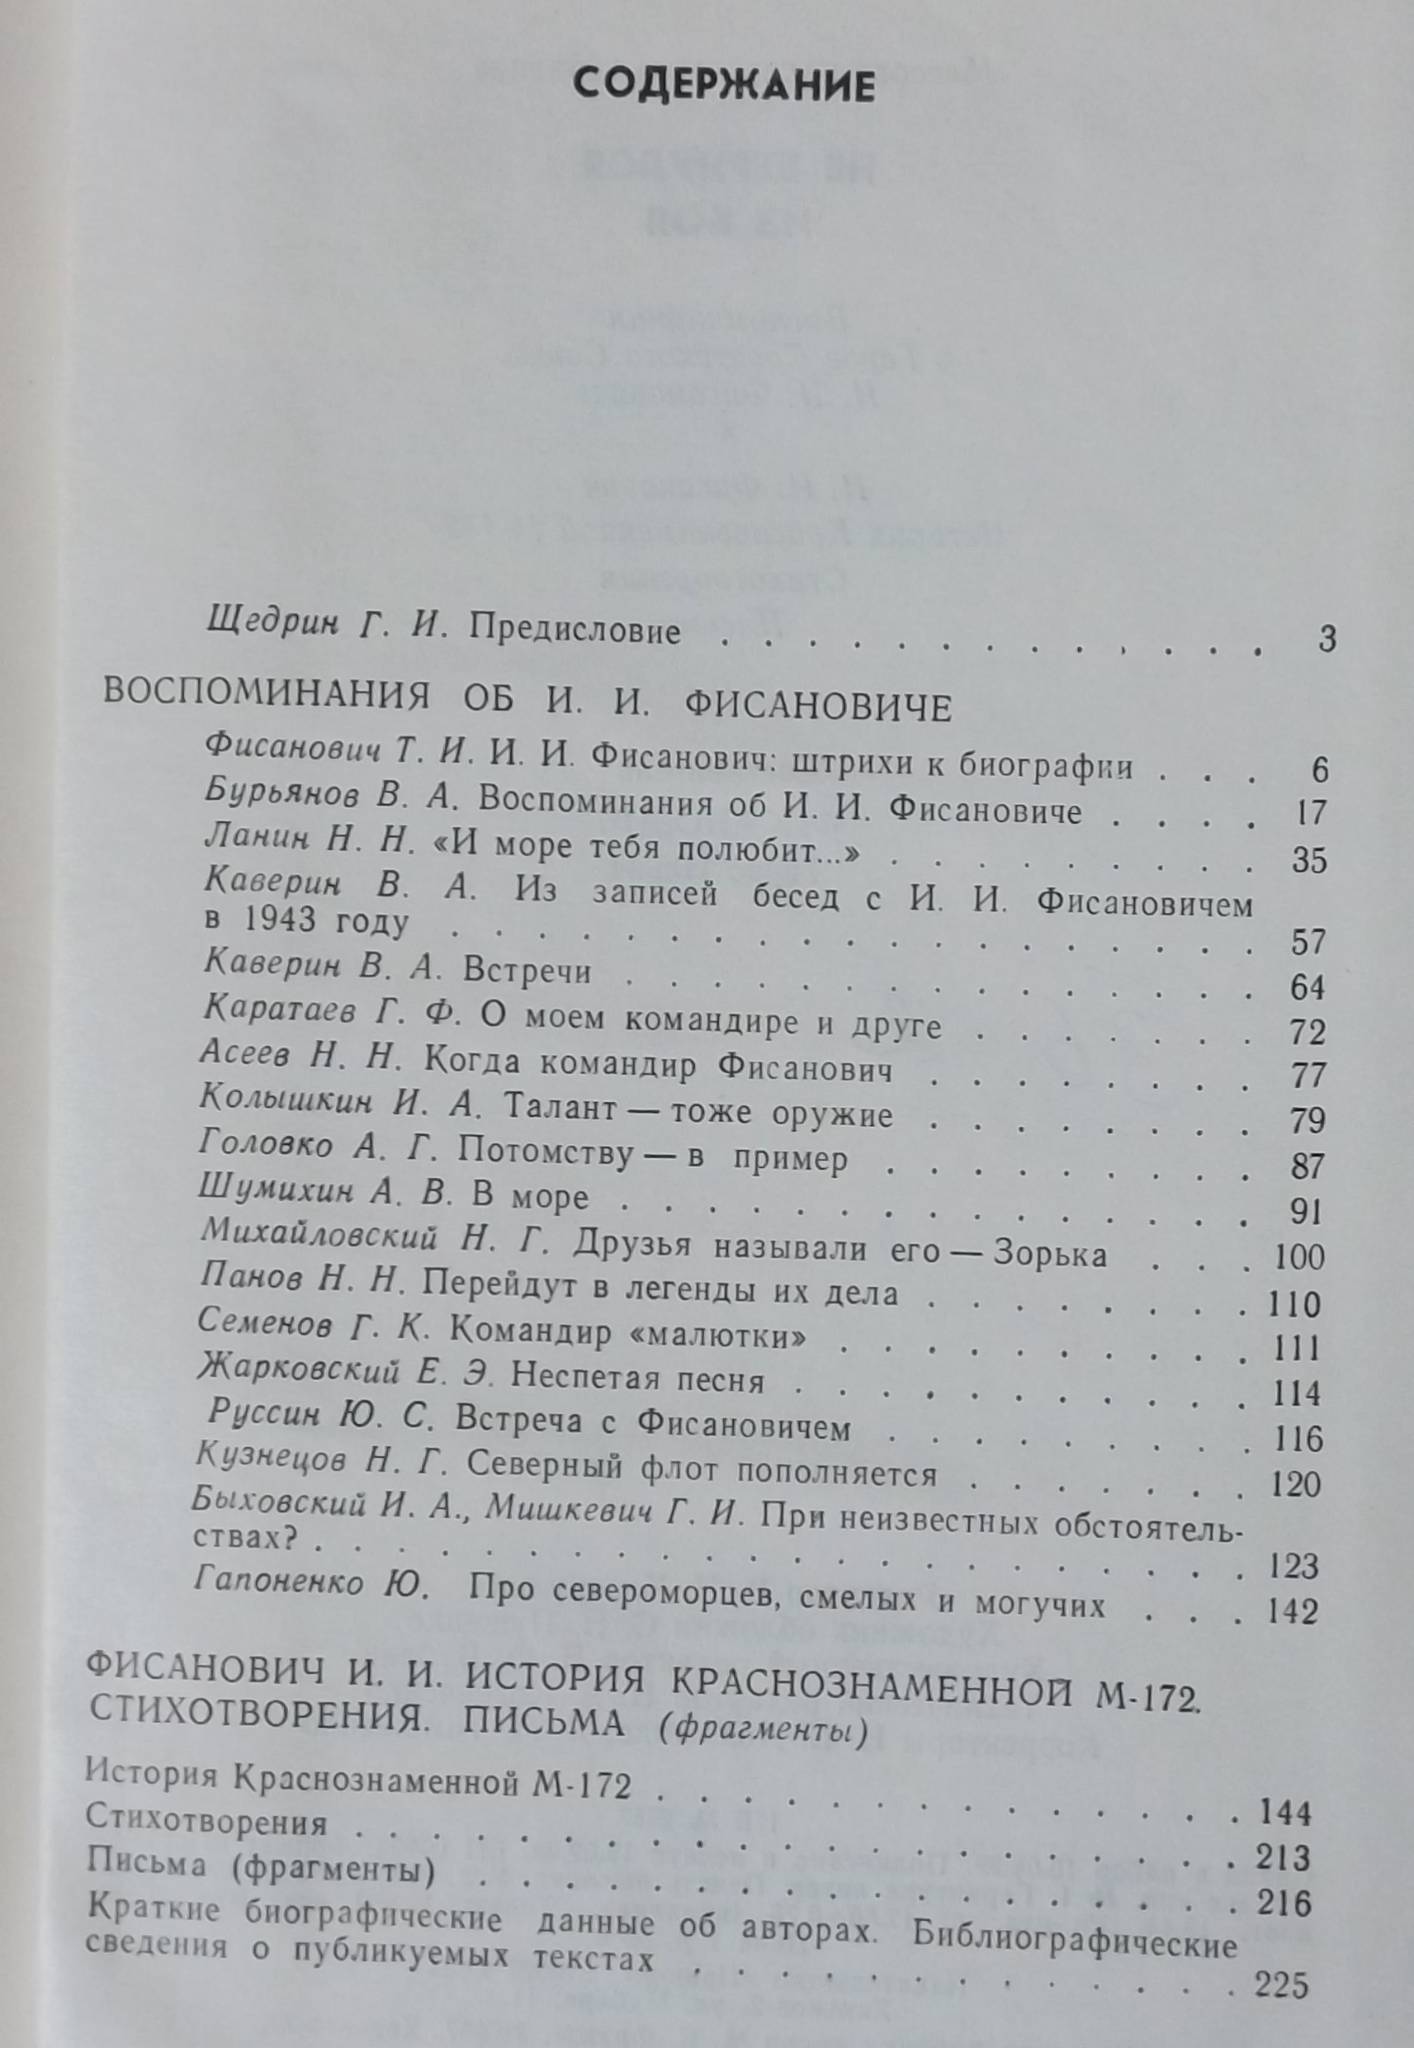 СОДЕРЖАНИЕ
Щедрин Г. И. Предисловие . . . . . . . . . . . . . 3
ВОСПОМИНАНИЯ ОБ И. И. ФИСАНОВИЧЕ
Фисанович Т. И. И. И. Фисанович: штрихи к биографии . . . 6
Бурьянов В. А. Воспоминания об И. И. Фисановиче . . . . 17
Ланин Н. Н. «И море тебя полюбит...» . . . . . . . . . 35
Каверин В. А. Из записей бесед с И. И. Фисановичем
в 1943 году . . . . . . . . . . . . . . . . . . . 57
Каверин В. А. Встречи . . . . . . . . . . . . . . . 64
Каратаев Г. Ф. О моем командире и друге . . . . . . . 72
Асеев Н. Н. Когда командир Фисанович . . . . . . . . 77
Колышкин И. А. Талант — тоже оружие . . . . . . . . 79
Головко А. Г. Потомству — в пример . . . . . . . . . 87
Шумихин А. В. В море . . . . . . . . . . . . . . . 91
Михайловский Н. Г. Друзья называли его — Зорька . . . 100
Панов Н. Н. Перейдут в легенды их дела . . . . . . . . 110
Семенов Г. К. Командир «малютки» . . . . . . . . . . 111
Жарковский Е. Э. Неспетая песня . . . . . . . . . . . 114
Руссин Ю. С. Встреча с Фисановичем . . . . . . . . . 116
Кузнецов Н. Г. Северный флот пополняется . . . . . . . 120
Быховский И. А., Мишкевич Г. И. При неизвестных обстоятель-
ствах? . . . . . . . . . . . . . . . . . . . . . . 123
Гапоненко Ю. Про североморцев, смелых и могучих . . . 142
ФИСАНОВИЧ И. И. ИСТОРИЯ КРАСНОЗНАМЕННОЙ М-172.
СТИХОТВОРЕНИЯ. ПИСЬМА (фрагменты)
История Краснознаменной М-172 . . . . . . . . . . . . . . 144
Стихотворения . . . . . . . . . . . . . . . . . . . . . 213
Письма (фрагменты) . . . . . . . . . . . . . . . . . . 216
Краткие биографические данные об авторах. Библиографические
сведения о публикуемых текстах . . . . . . . . . . . . . 225